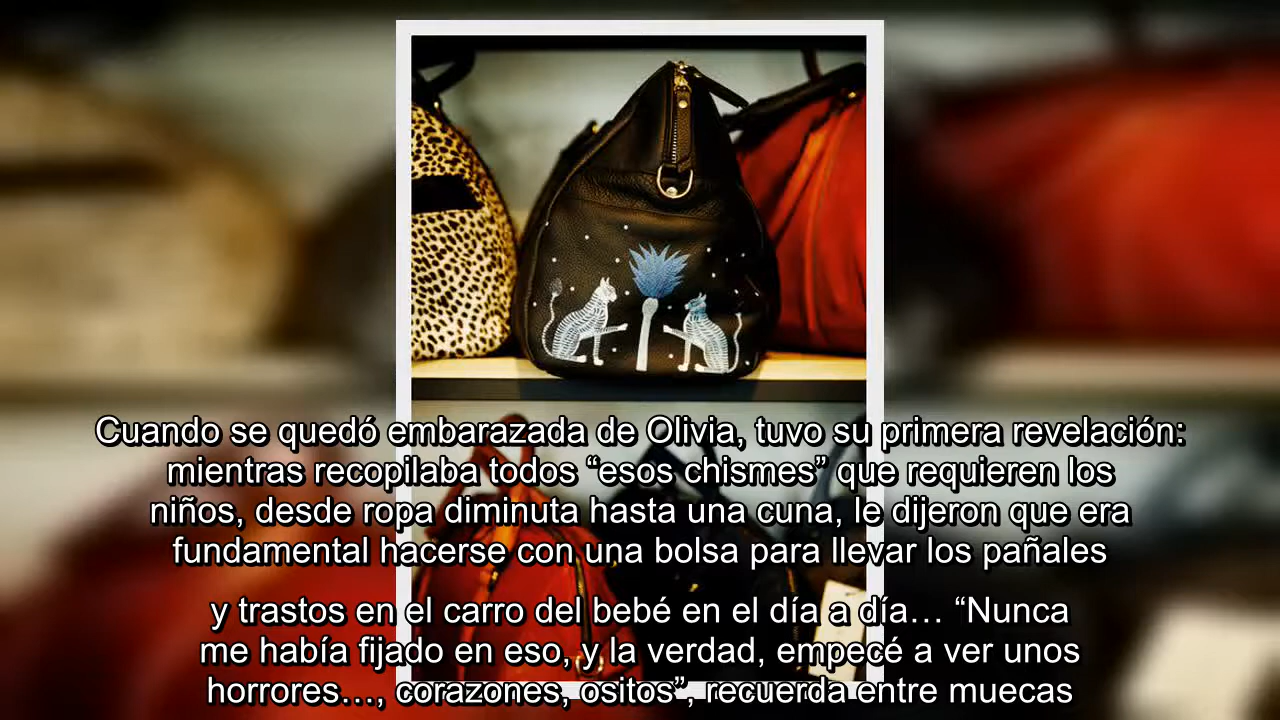 Cuando se quedó embarazada de Olivia, tuvo su primera revelación:
mientras recopilaba todos “esos chismes” que requieren los
niños, desde ropa diminuta hasta una cuna, le dijeron que era
fundamental hacerse con una bolsa para llevar los pañales
y trastos en el carro del bebé en el día a día… “Nunca
me había fijado en eso, y la verdad, empecé a ver unos
horrores…, corazones, ositos”, recuerda entre muecas